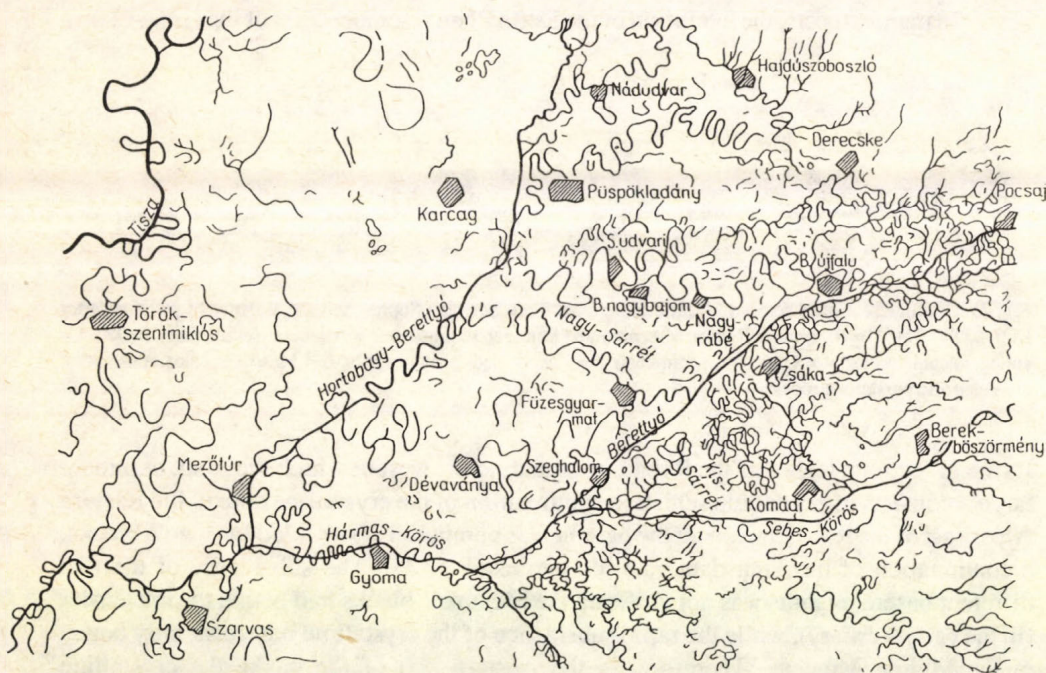 Hajdúszoboszló
Nádudvar
Derecske
Pocsaj
Püspökladány
Karcag
Tisza
S.udvari
B.újfalu
B.nagybajom
Nagy-
rábé
Török-
szentmiklós
Nagy-Sárrét
Hortobágy-Berettyó
Zsáka
Füzesgyar-
mat
Berettyó
Berek-
böszörmény
Mezőtúr
Szeghalom
Kis-
Sárrét
Dévaványa
Komádi
Sebes-Körös
Hármas-Körös
Gyoma
Szarvas